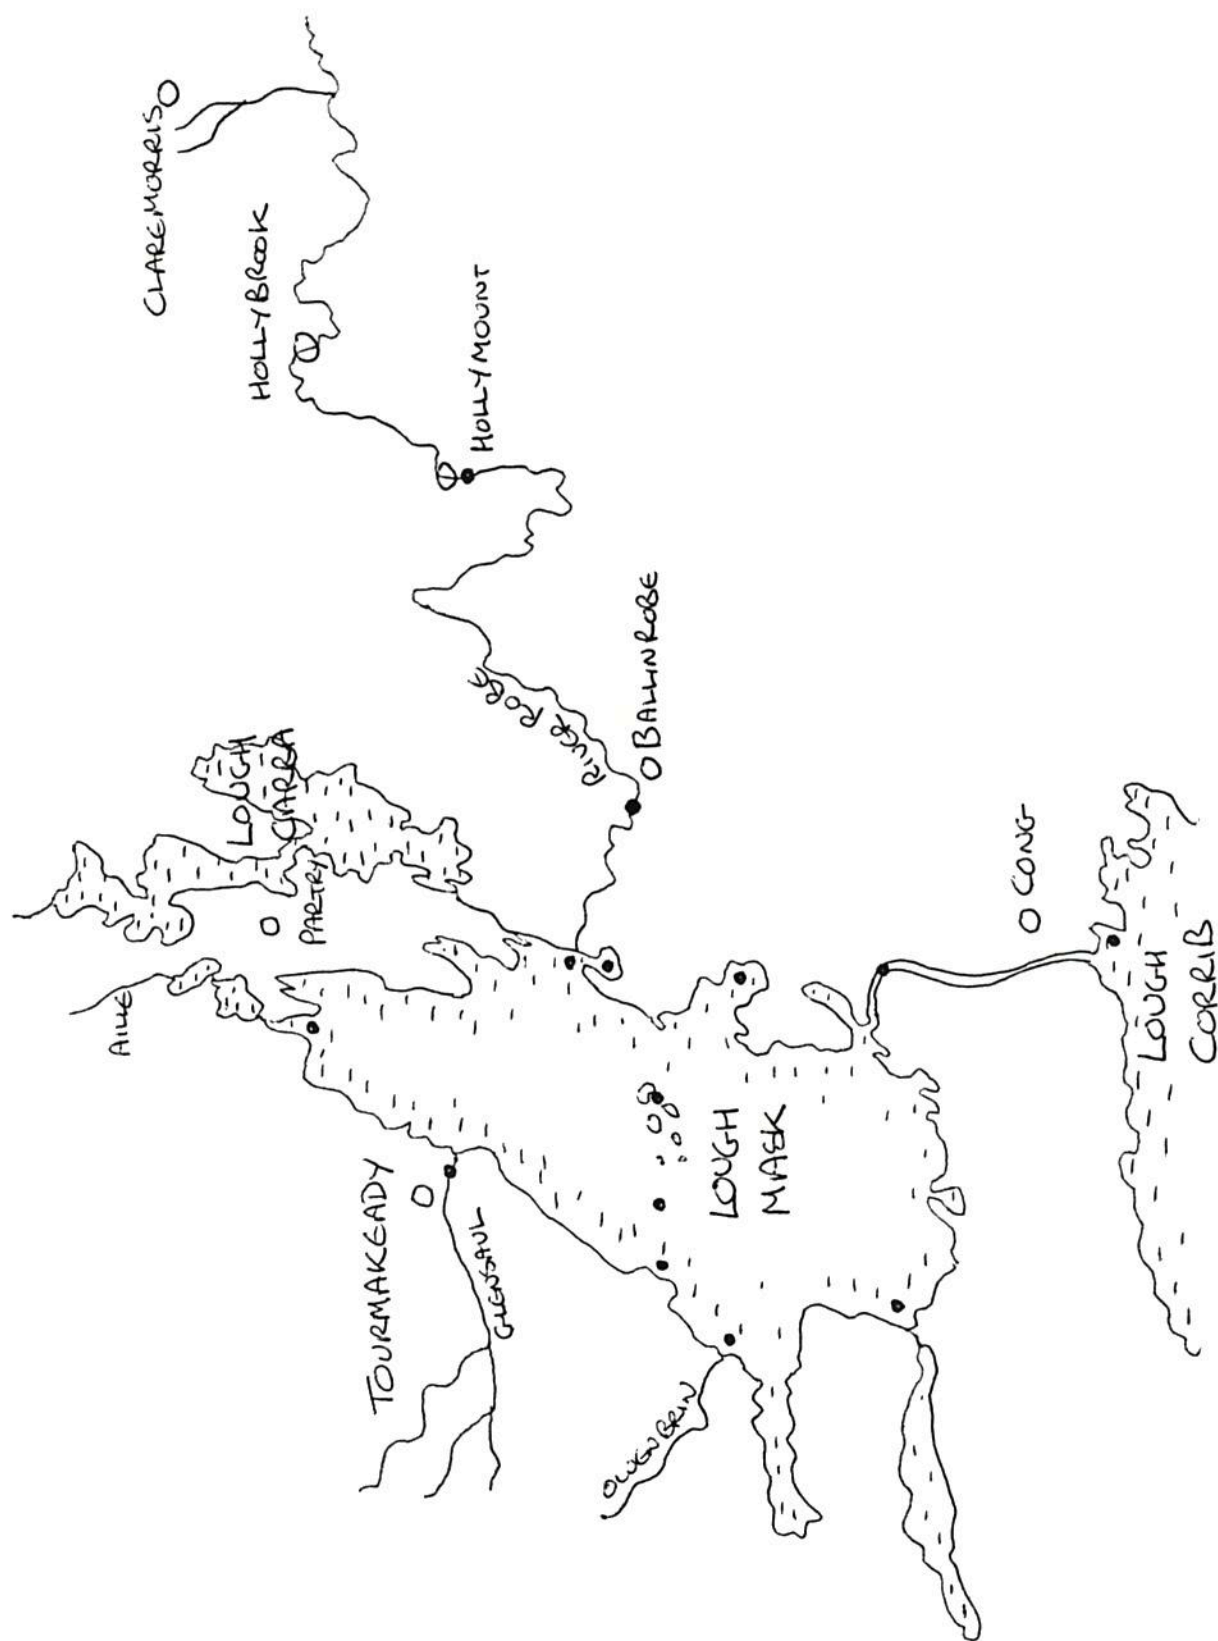 CLAREMORRIS
HOLLYBROOK
HOLLYMOUNT
RIVER ROBE
BALLINROBE
LOUGH
CARRA
PARTRY
AILLE
TOURMAKEADY
GLENSAUL
OWENBRIN
LOUGH
MASK
CONG
LOUGH
CORRIB